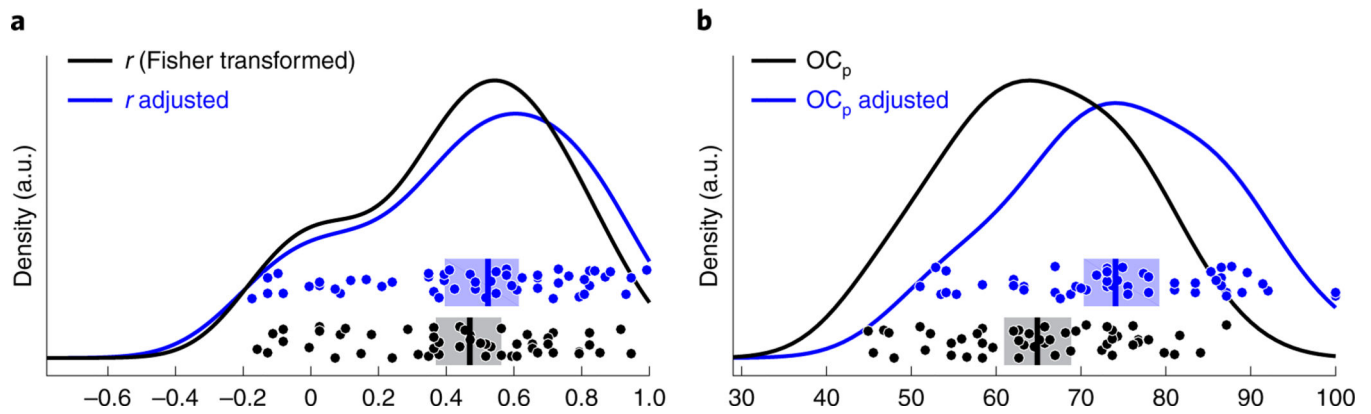 a
r (Fisher transformed)
r adjusted
Density (a.u.)
–0.6 –0.4 –0.2 0 0.2 0.4 0.6 0.8 1.0
b
OCp
OCp adjusted
Density (a.u.)
30 40 50 60 70 80 90 100